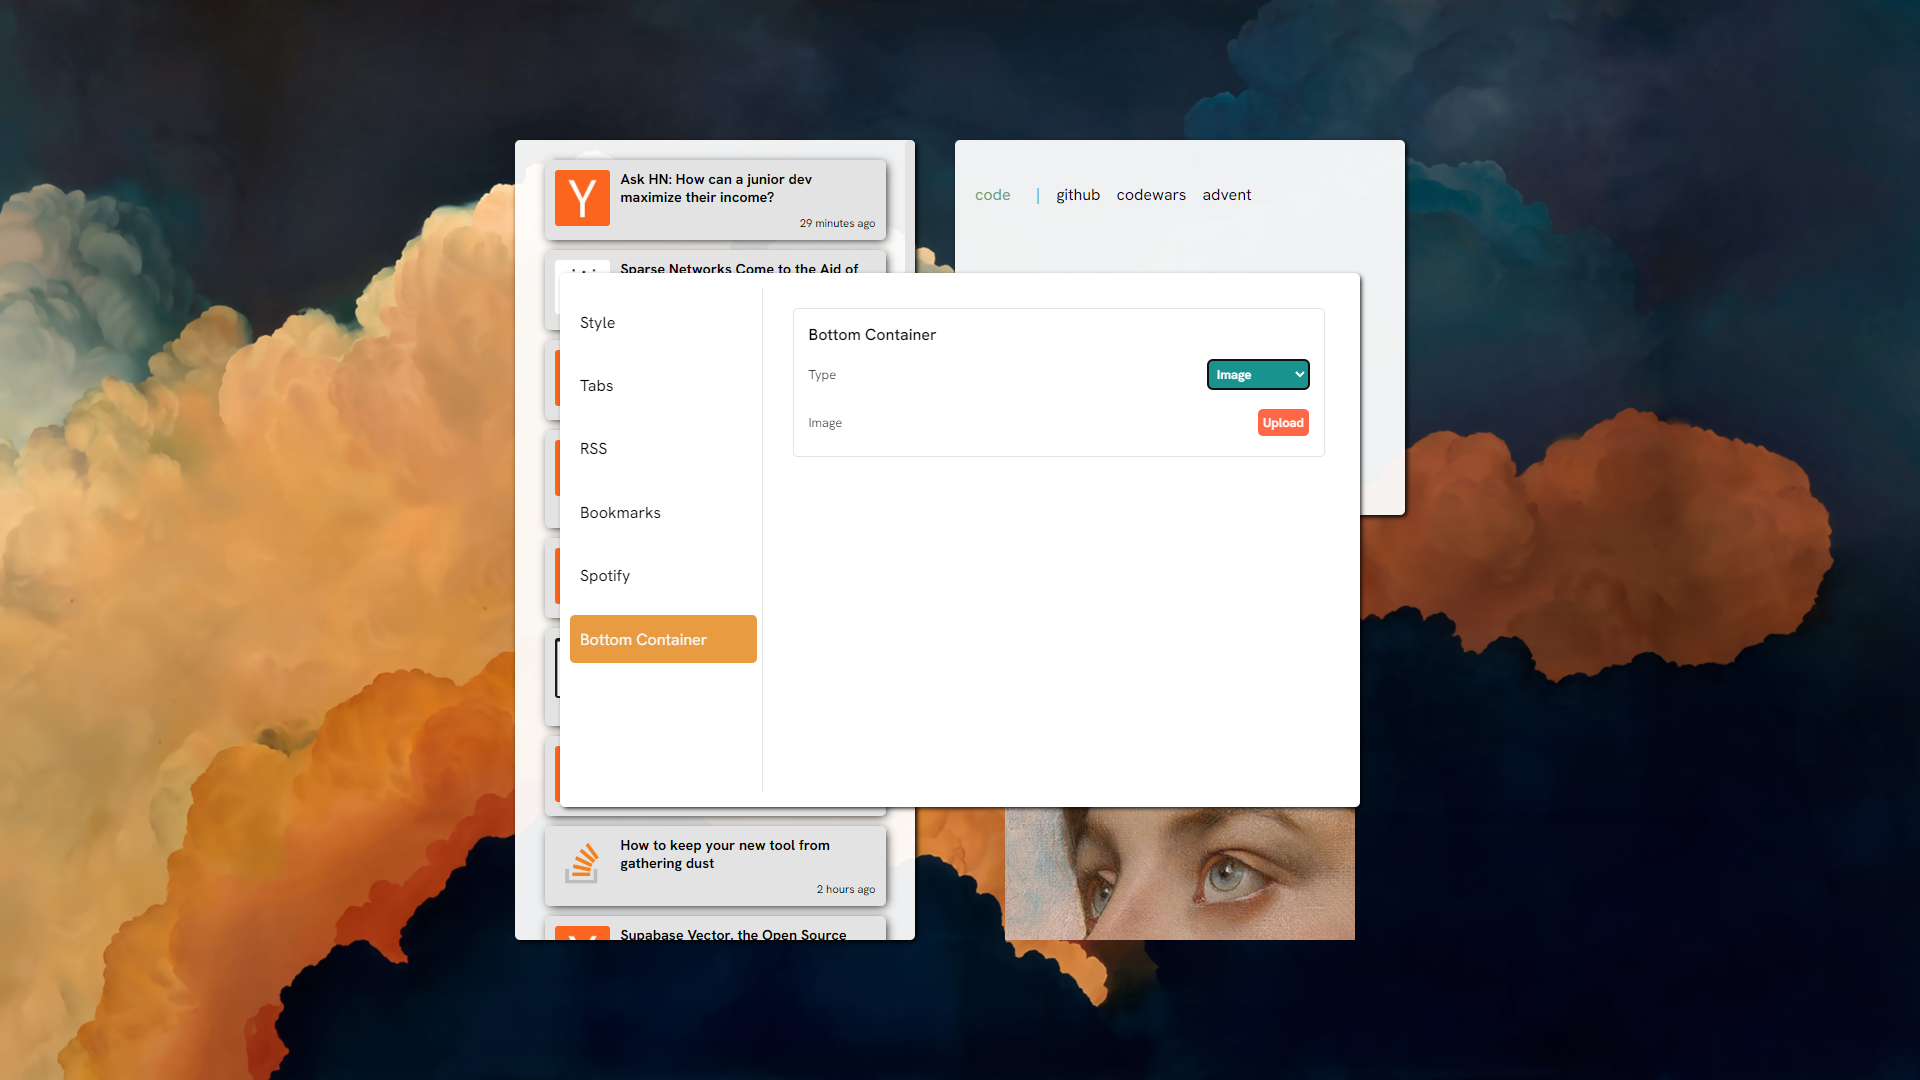 Ask HN: How can a junior dev
maximize their income?
29 minutes ago
Sparse Networks Come to the Aid of
code | github codewars advent
Style
Tabs
RSS
Bookmarks
Spotify
Bottom Container
Bottom Container
Type
Image
Image
Upload
How to keep your new tool from
gathering dust
2 hours ago
Supabase Vector, the Open Source